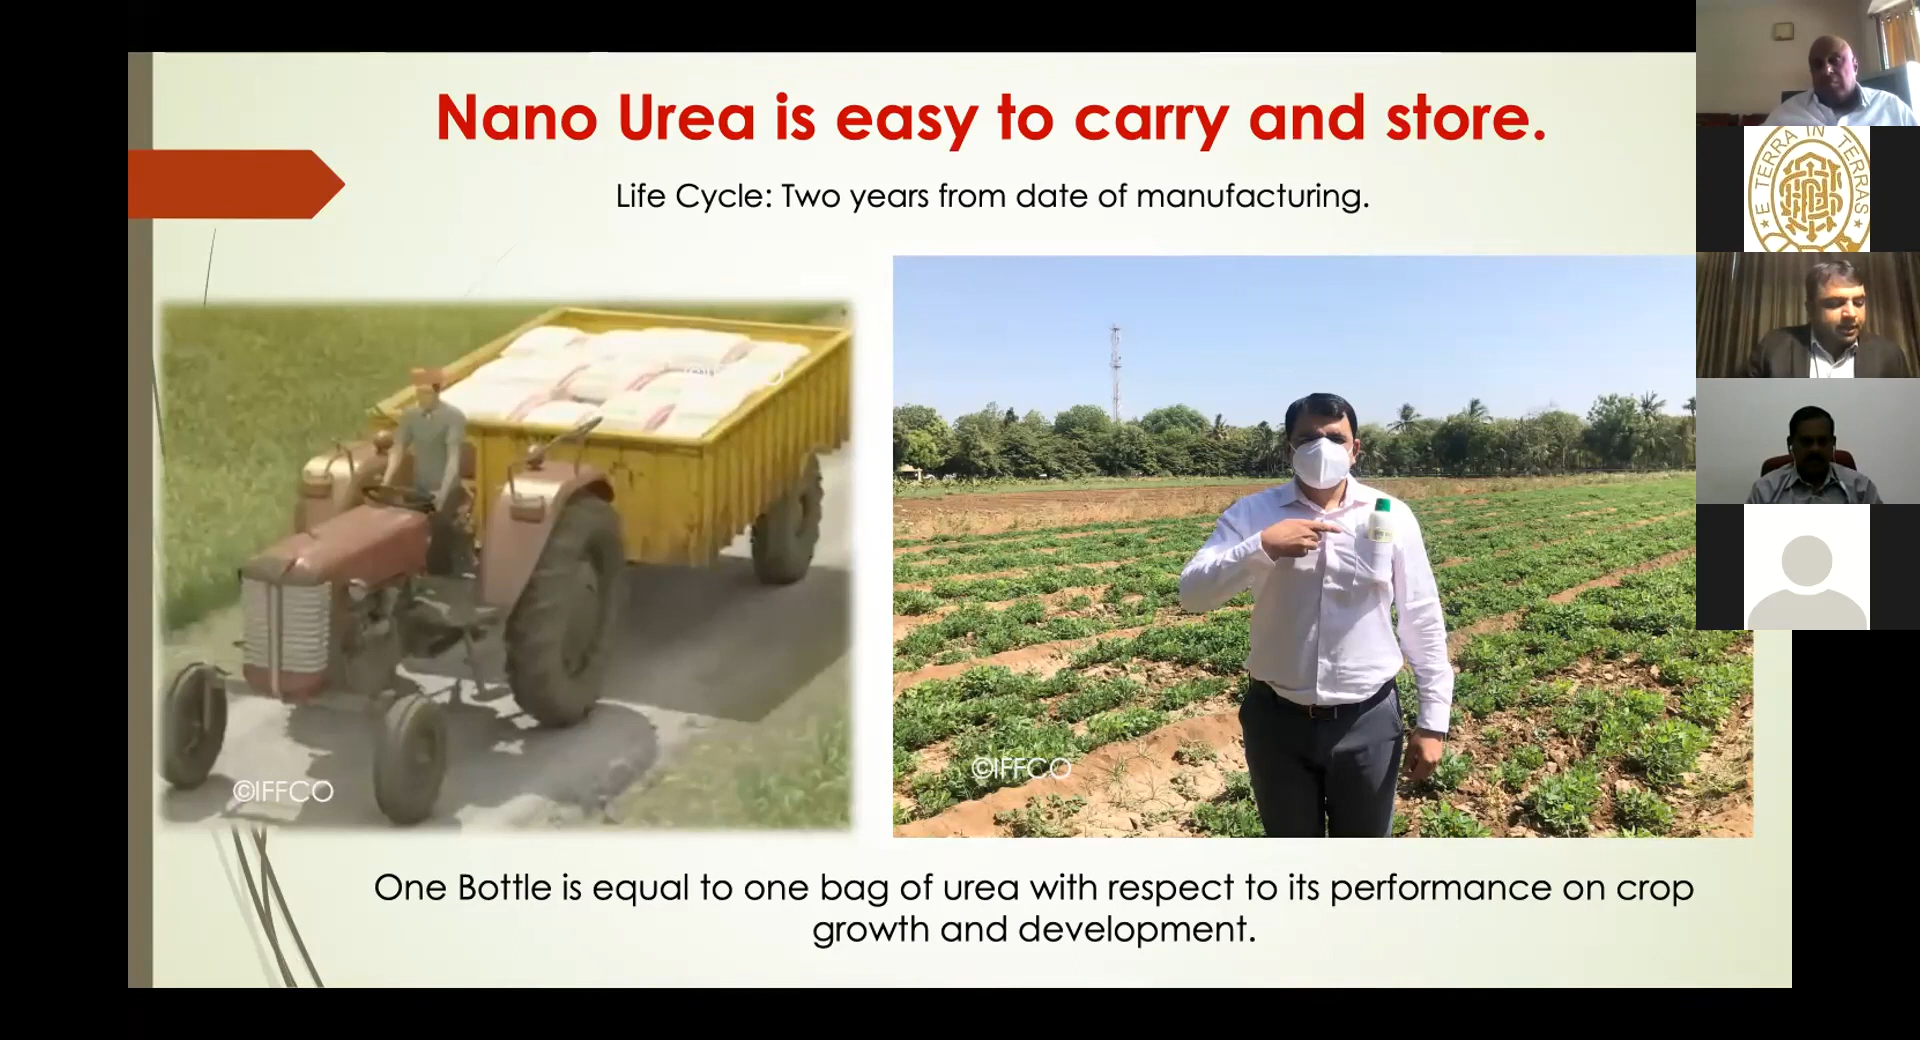 Nano Urea is easy to carry and store.
Life Cycle: Two years from date of manufacturing.
E TERRA IN TERRAS
©IFFCO
©IFFCO
One Bottle is equal to one bag of urea with respect to its performance on crop
growth and development.